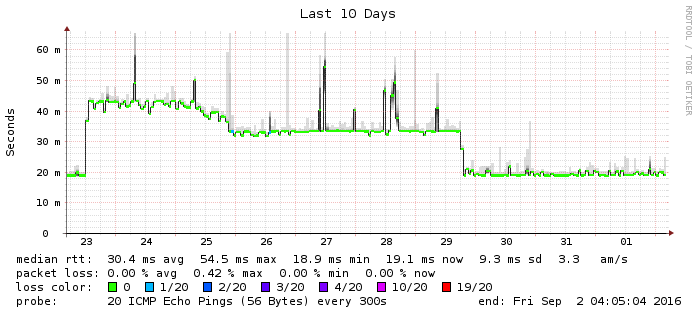 Last 10 Days
RRDTOOL / TOBI OETIKER
Seconds
60 m
50 m
40 m
30 m
20 m
10 m
0
23 24 25 26 27 28 29 30 31 01
median rtt: 30.4 ms avg 54.5 ms max 18.9 ms min 19.1 ms now 9.3 ms sd 3.3 am/s
packet loss: 0.00 % avg 0.42 % max 0.00 % min 0.00 % now
loss color: 0 1/20 2/20 3/20 4/20 10/20 19/20
probe: 20 ICMP Echo Pings (56 Bytes) every 300s end: Fri Sep 2 04:05:04 2016